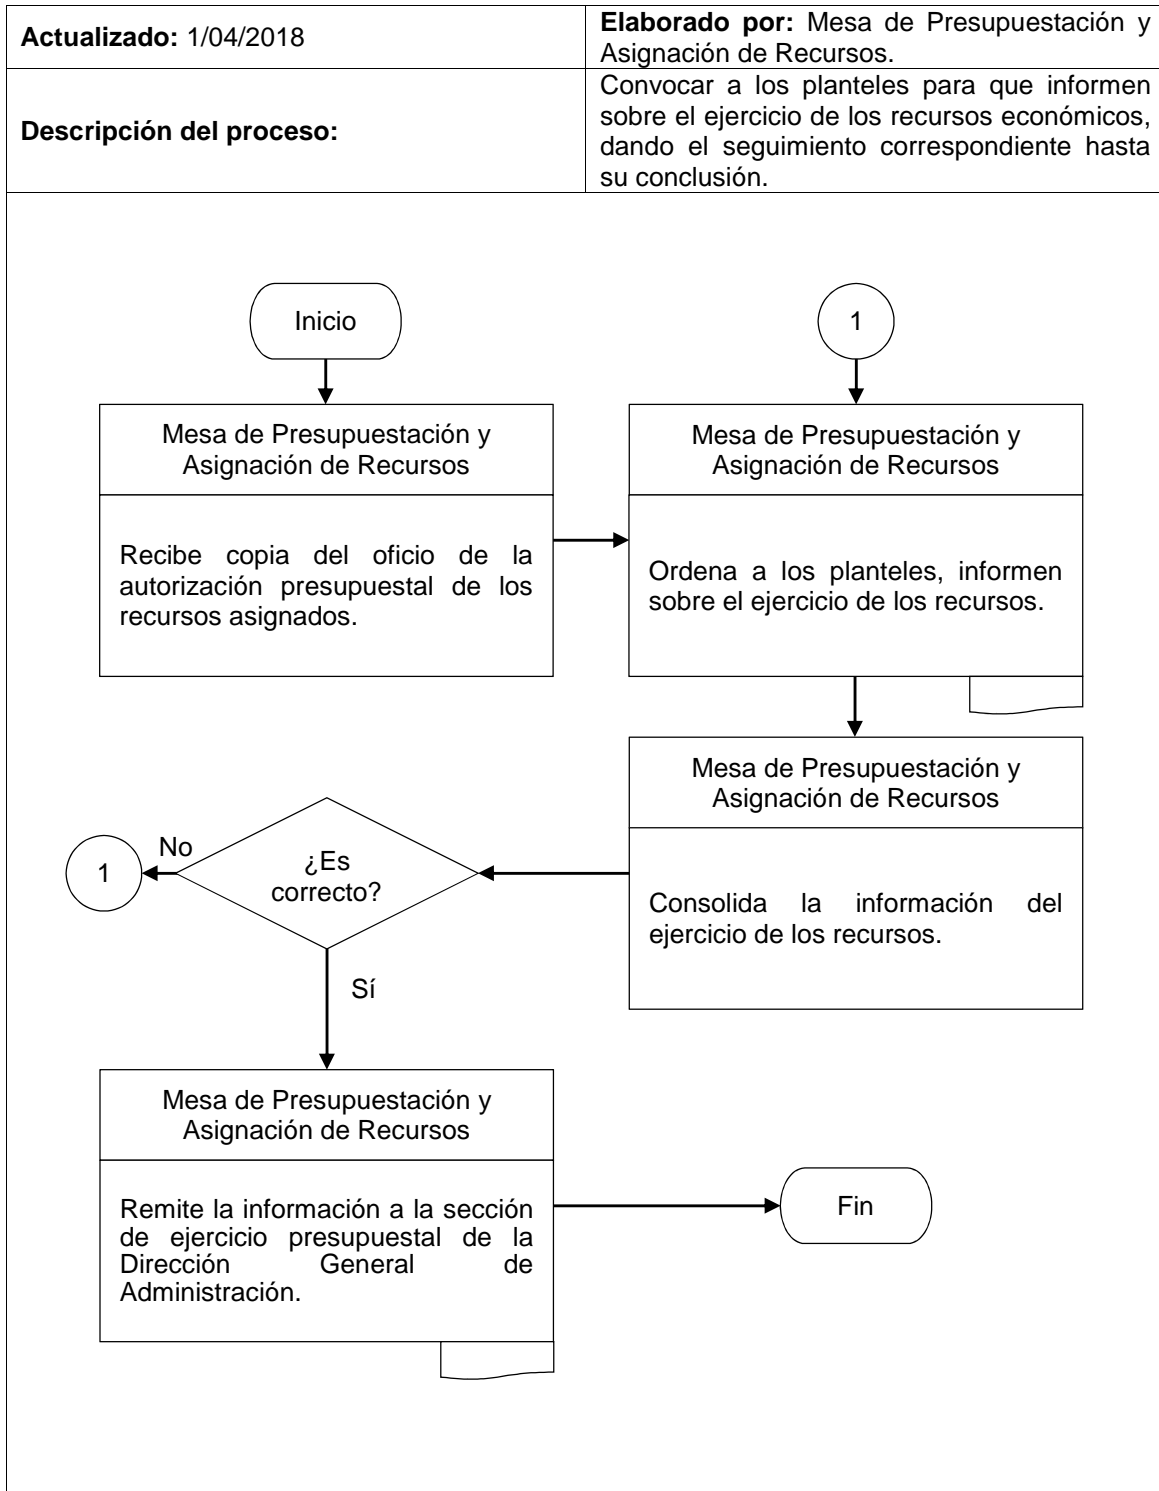 Actualizado: 1/04/2018
Elaborado por: Mesa de Presupuestación y
Asignación de Recursos.
Descripción del proceso:
Convocar a los planteles para que informen
sobre el ejercicio de los recursos económicos,
dando el seguimiento correspondiente hasta
su conclusión.
Inicio
Mesa de Presupuestación y
Asignación de Recursos
Recibe copia del oficio de la
autorización presupuestal de los
recursos asignados.
1
Mesa de Presupuestación y
Asignación de Recursos
Ordena a los planteles, informen
sobre el ejercicio de los recursos.
Mesa de Presupuestación y
Asignación de Recursos
Consolida la información del
ejercicio de los recursos.
¿Es
correcto?
No
1
Sí
Mesa de Presupuestación y
Asignación de Recursos
Remite la información a la sección
de ejercicio presupuestal de la
Dirección General de
Administración.
Fin